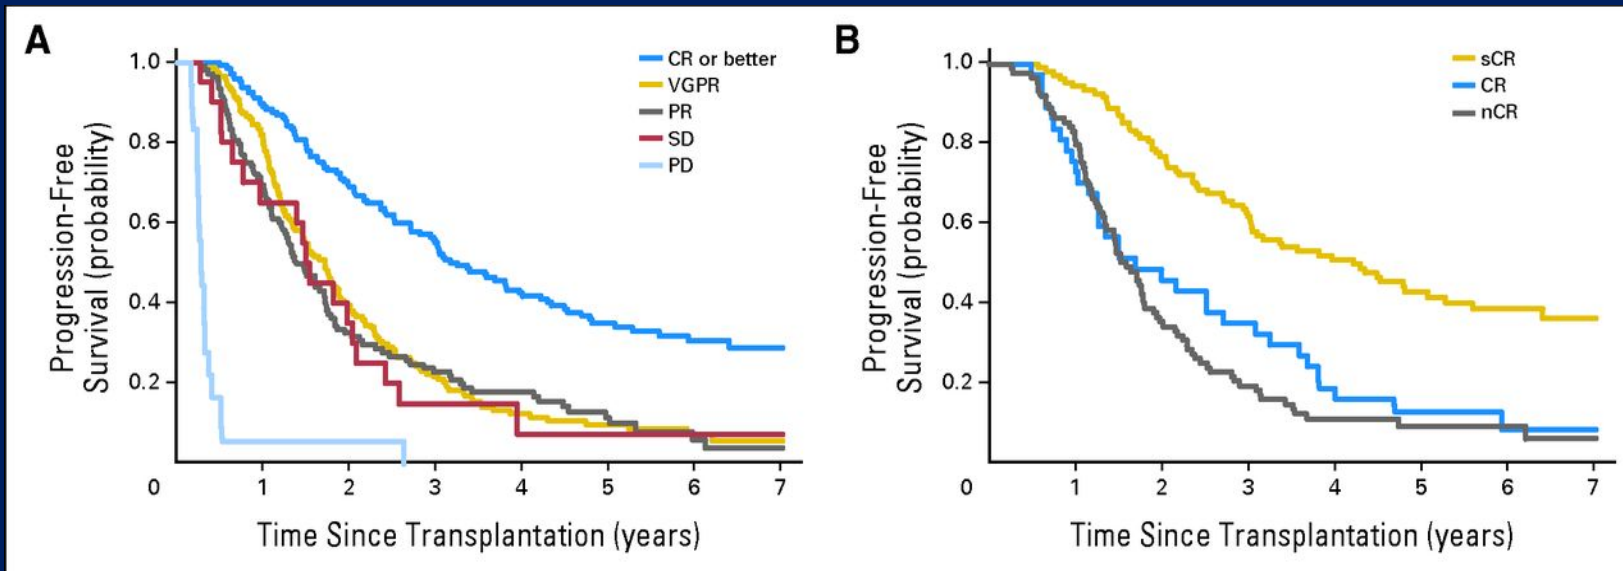 A
CR or better
VGPR
PR
SD
PD
Progression-Free
Survival (probability)
1.0
0.8
0.6
0.4
0.2
0 1 2 3 4 5 6 7
Time Since Transplantation (years)
B
sCR
CR
nCR
Progression-Free
Survival (probability)
1.0
0.8
0.6
0.4
0.2
0 1 2 3 4 5 6 7
Time Since Transplantation (years)